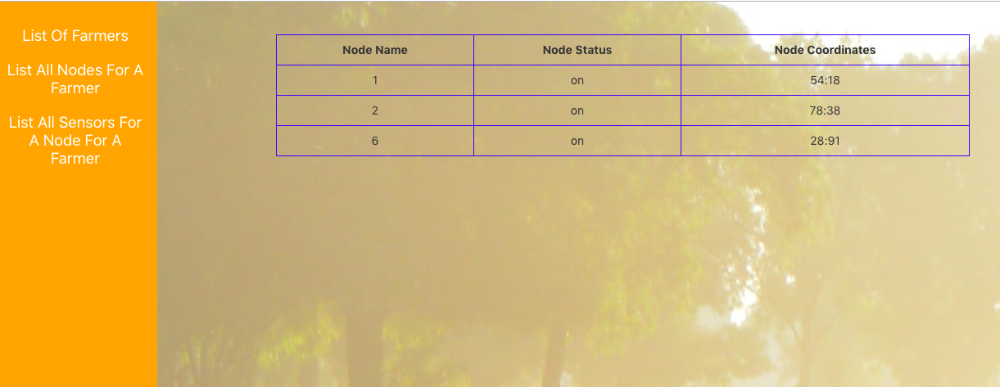 List Of Farmers
List All Nodes For A
Farmer
List All Sensors For
A Node For A
Farmer
Node Name Node Status Node Coordinates
1 on 54:18
2 on 78:38
6 on 28:91